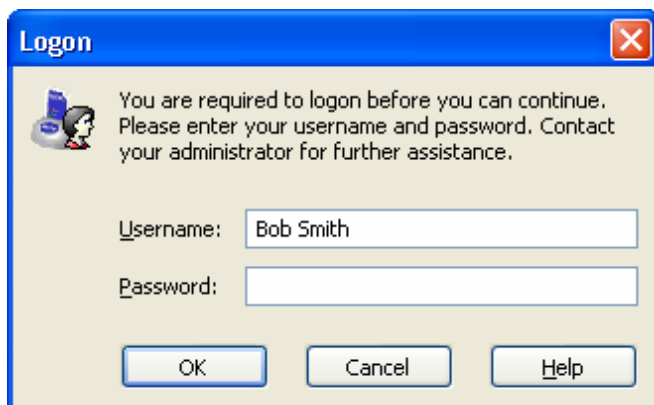 Logon
You are required to logon before you can continue.
Please enter your username and password. Contact
your administrator for further assistance.
Username: Bob Smith
Password:
OK Cancel Help